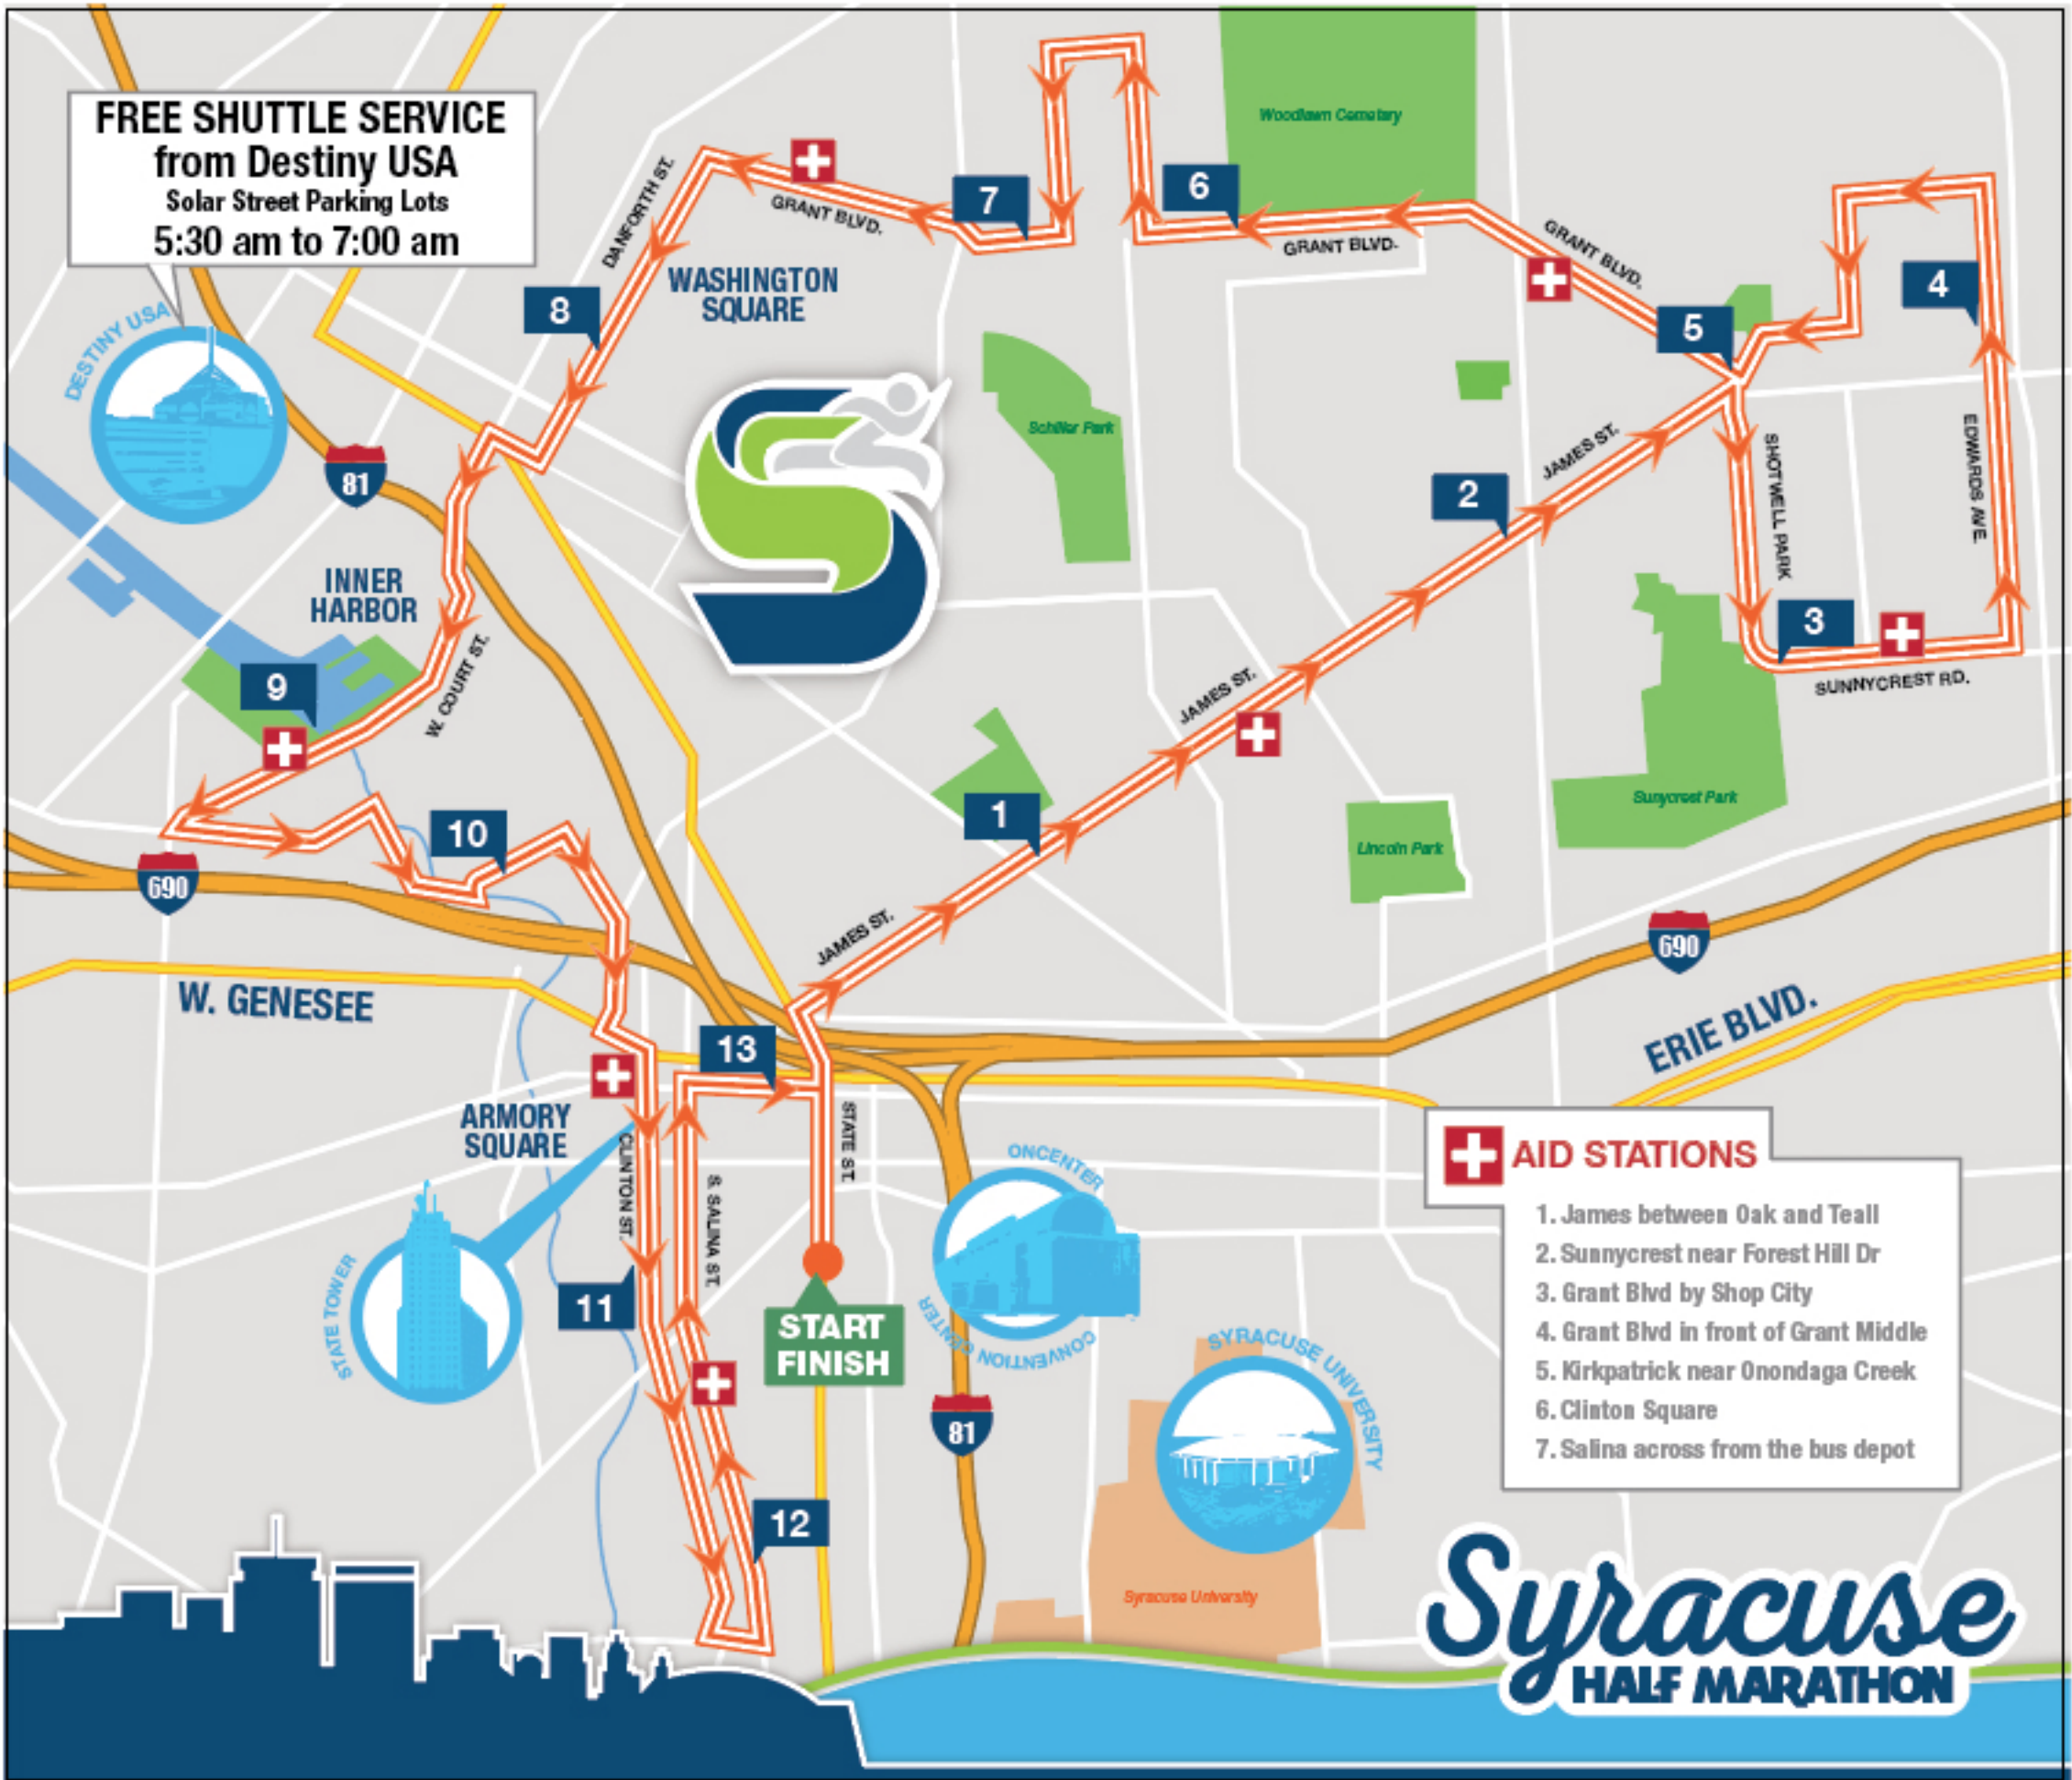 FREE SHUTTLE SERVICE
from Destiny USA
Solar Street Parking Lots
5:30 am to 7:00 am
Woodlawn Cemetary
7
6
GRANT BLVD.
DANFORTH ST.
GRANT BLVD.
GRANT BLVD.
WASHINGTON
SQUARE
4
8
5
DESTINY USA
Schiller Park
JAMES ST.
EDWARDS AVE.
81
2
SHOTWELL PARK
INNER
HARBOR
3
W. COURT ST.
SUNNYCREST RD.
9
JAMES ST.
1
Sunycrest Park
10
Lincoln Park
690
JAMES ST.
690
W. GENESEE
ERIE BLVD.
13
ARMORY
SQUARE
STATE ST.
CLINTON ST.
S. SALINA ST.
ONCENTER
CONVENTION CENTER
STATE TOWER
11
START
FINISH
81
SYRACUSE UNIVERSITY
12
Syracuse University
AID STATIONS
1. James between Oak and Teall
2. Sunnycrest near Forest Hill Dr
3. Grant Blvd by Shop City
4. Grant Blvd in front of Grant Middle
5. Kirkpatrick near Onondaga Creek
6. Clinton Square
7. Salina across from the bus depot
Syracuse
HALF MARATHON